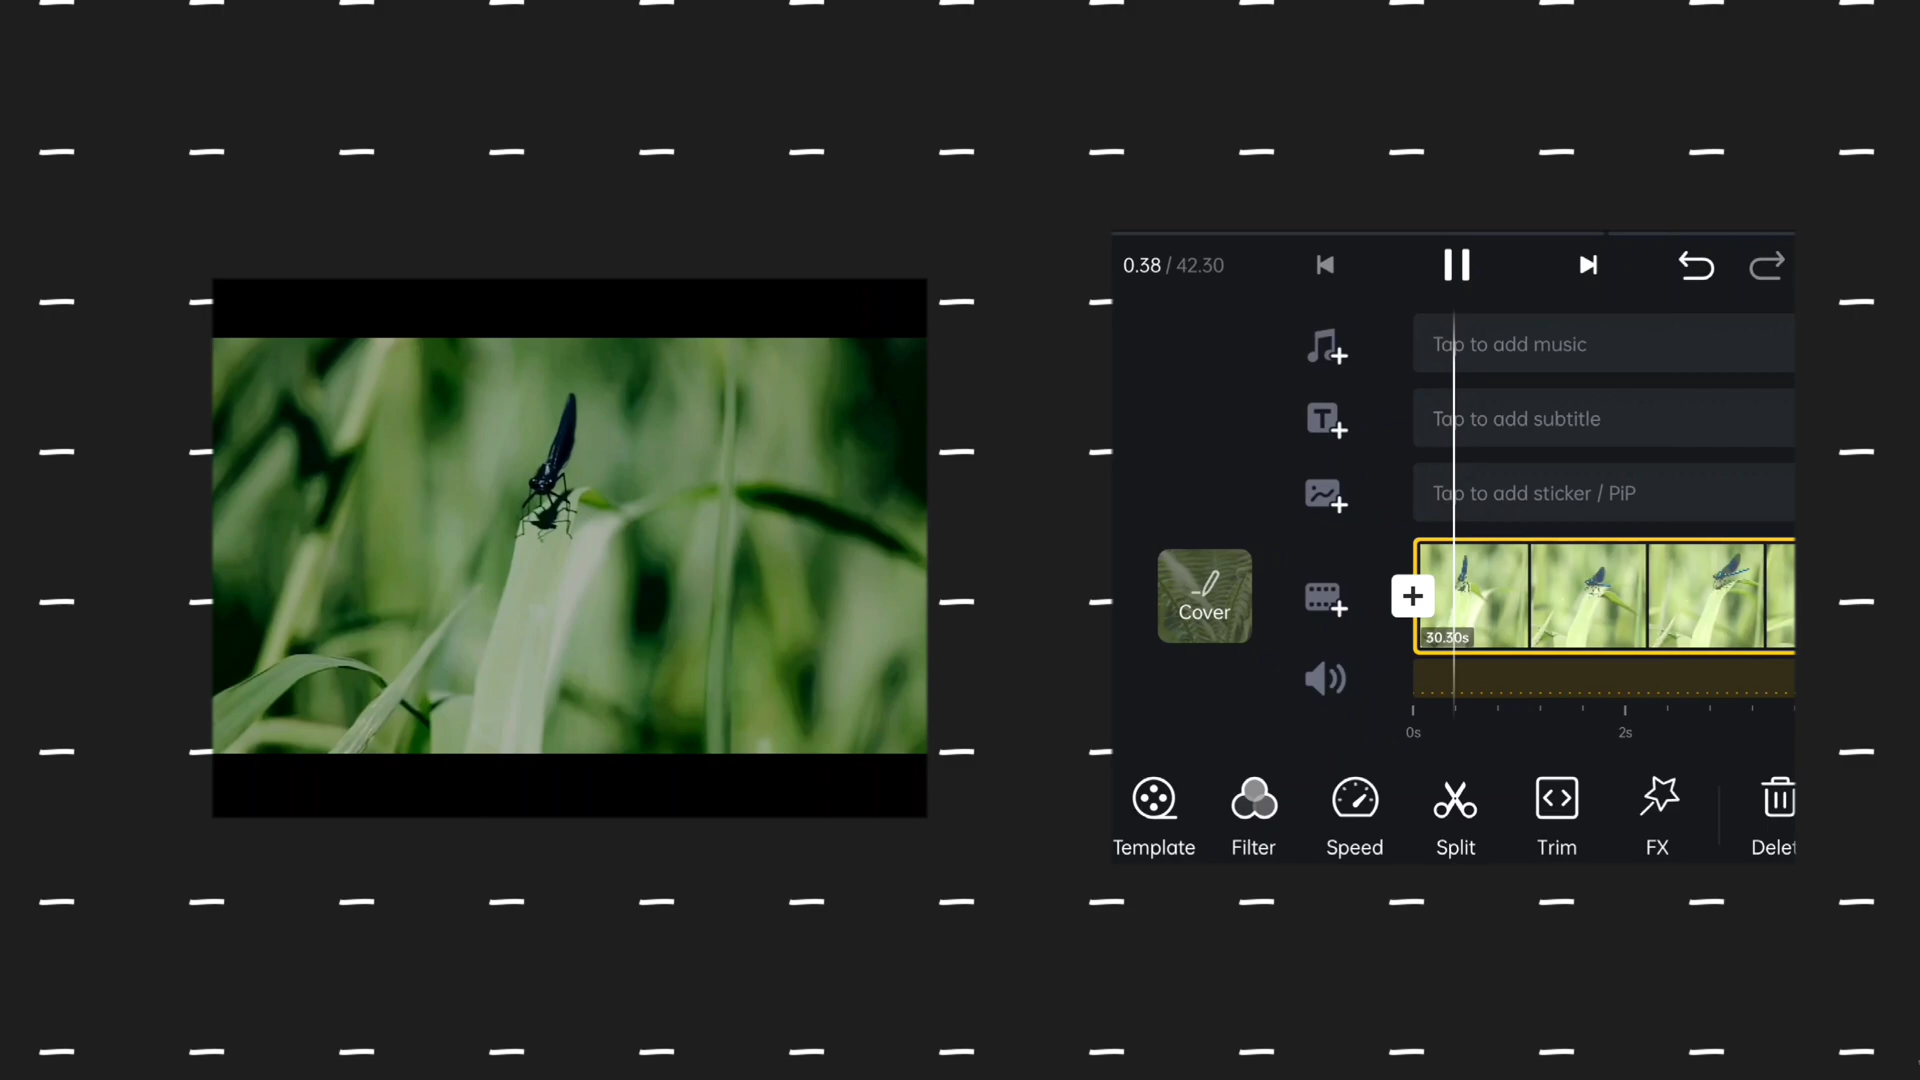 0.38 / 42.30
Tap to add music
Tap to add subtitle
Tap to add sticker / PiP
Cover
30.30s
0s
2s
Template
Filter
Speed
Split
Trim
FX
Delet